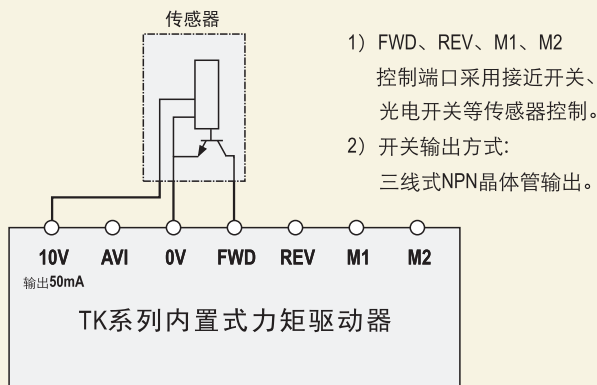 传感器
1）FWD、REV、M1、M2
控制端口采用接近开关、
光电开关等传感器控制。
2）开关输出方式:
三线式NPN晶体管输出。
10V AVI 0V FWD REV M1 M2
输出50mA
TK系列内置式力矩驱动器